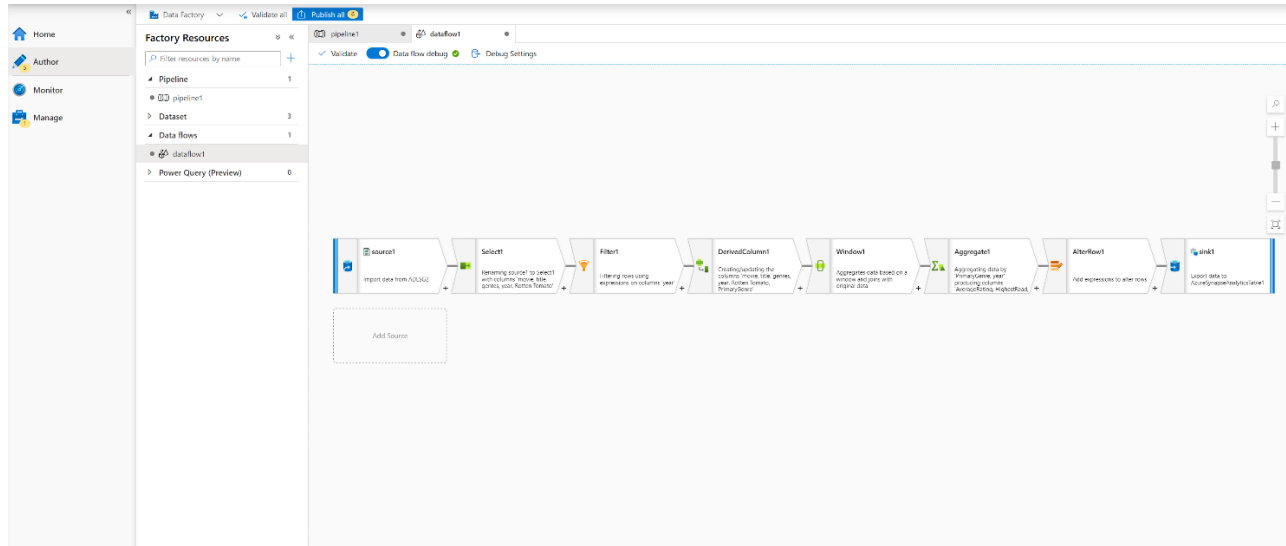 Data Factory
Validate all
Publish all
Home
Author
Monitor
Manage
Factory Resources
Filter resources by name
Pipeline 1
pipeline1
Dataset 3
Data flows 1
dataflow1
Power Query (Preview) 0
pipeline1
dataflow1
Validate
Data flow debug
Debug Settings
source1
Import data from ADLSG2
Select1
Renaming source1 to Select1
with columns 'movie, title,
genres, year, Rotten Tomato'
Filter1
Filtering rows using
expressions on columns 'year'
DerivedColumn1
Creating/updating the
columns 'movie, title, genres,
year, Rotten Tomato,
PrimaryGenre'
Window1
Aggregates data based on a
window and joins with
original data
Aggregate1
Aggregating data by
'PrimaryGenre, year'
producing columns
'AverageRating, HighestRated,
AlterRow1
Add expressions to alter rows
sink1
Export data to
AzureSynapseAnalyticsTable1
Add Source